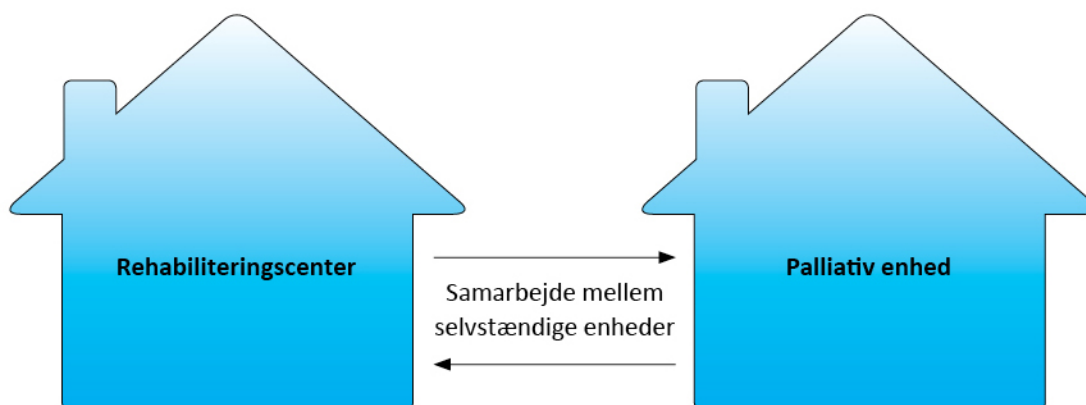 Rehabiliteringscenter
Samarbejde mellem
selvstændige enheder
Palliativ enhed